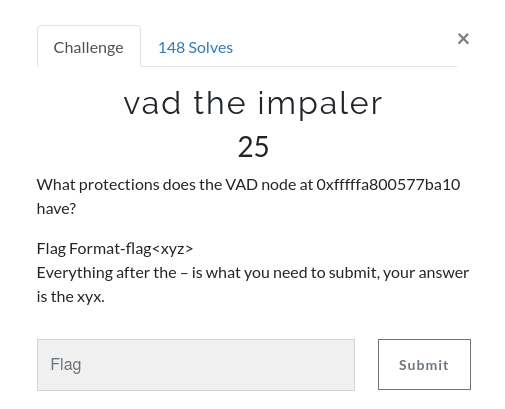 Challenge
148 Solves
×
vad the impaler
25
What protections does the VAD node at 0xfffffa800577ba10
have?
Flag Format-flag<xyz>
Everything after the – is what you need to submit, your answer
is the xyx.
Flag
Submit